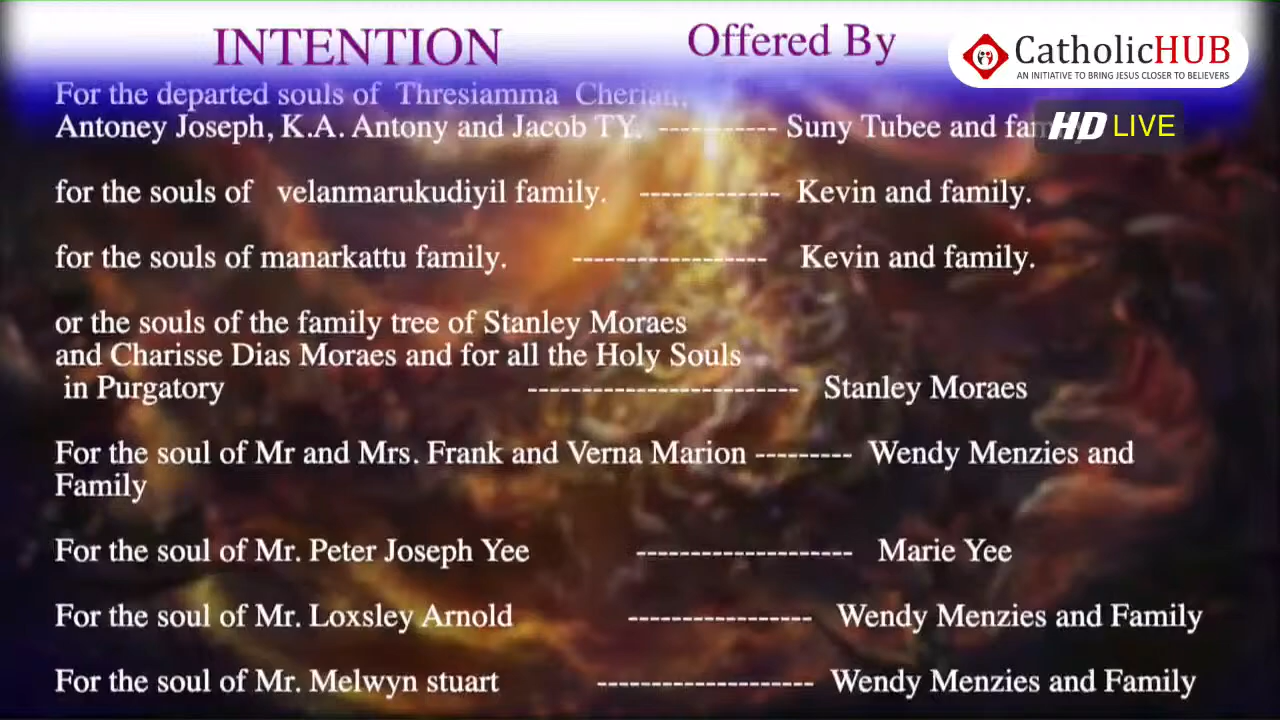 INTENTION Offered By
CatholicHUB
AN INITIATIVE TO BRING JESUS CLOSER TO BELIEVERS
HD LIVE
For the departed souls of Thresiamma Cherian,
Antoney Joseph, K.A. Antony and Jacob TY. ----------- Suny Tubee and
for the souls of velanmarukudiyil family. ------------- Kevin and family.
for the souls of manarkattu family. ------------------ Kevin and family.
or the souls of the family tree of Stanley Moraes
and Charisse Dias Moraes and for all the Holy Souls
in Purgatory ------------------------- Stanley Moraes
For the soul of Mr and Mrs. Frank and Verna Marion --------- Wendy Menzies and
Family
For the soul of Mr. Peter Joseph Yee -------------------- Marie Yee
For the soul of Mr. Loxsley Arnold ----------------- Wendy Menzies and Family
For the soul of Mr. Melwyn stuart -------------------- Wendy Menzies and Family